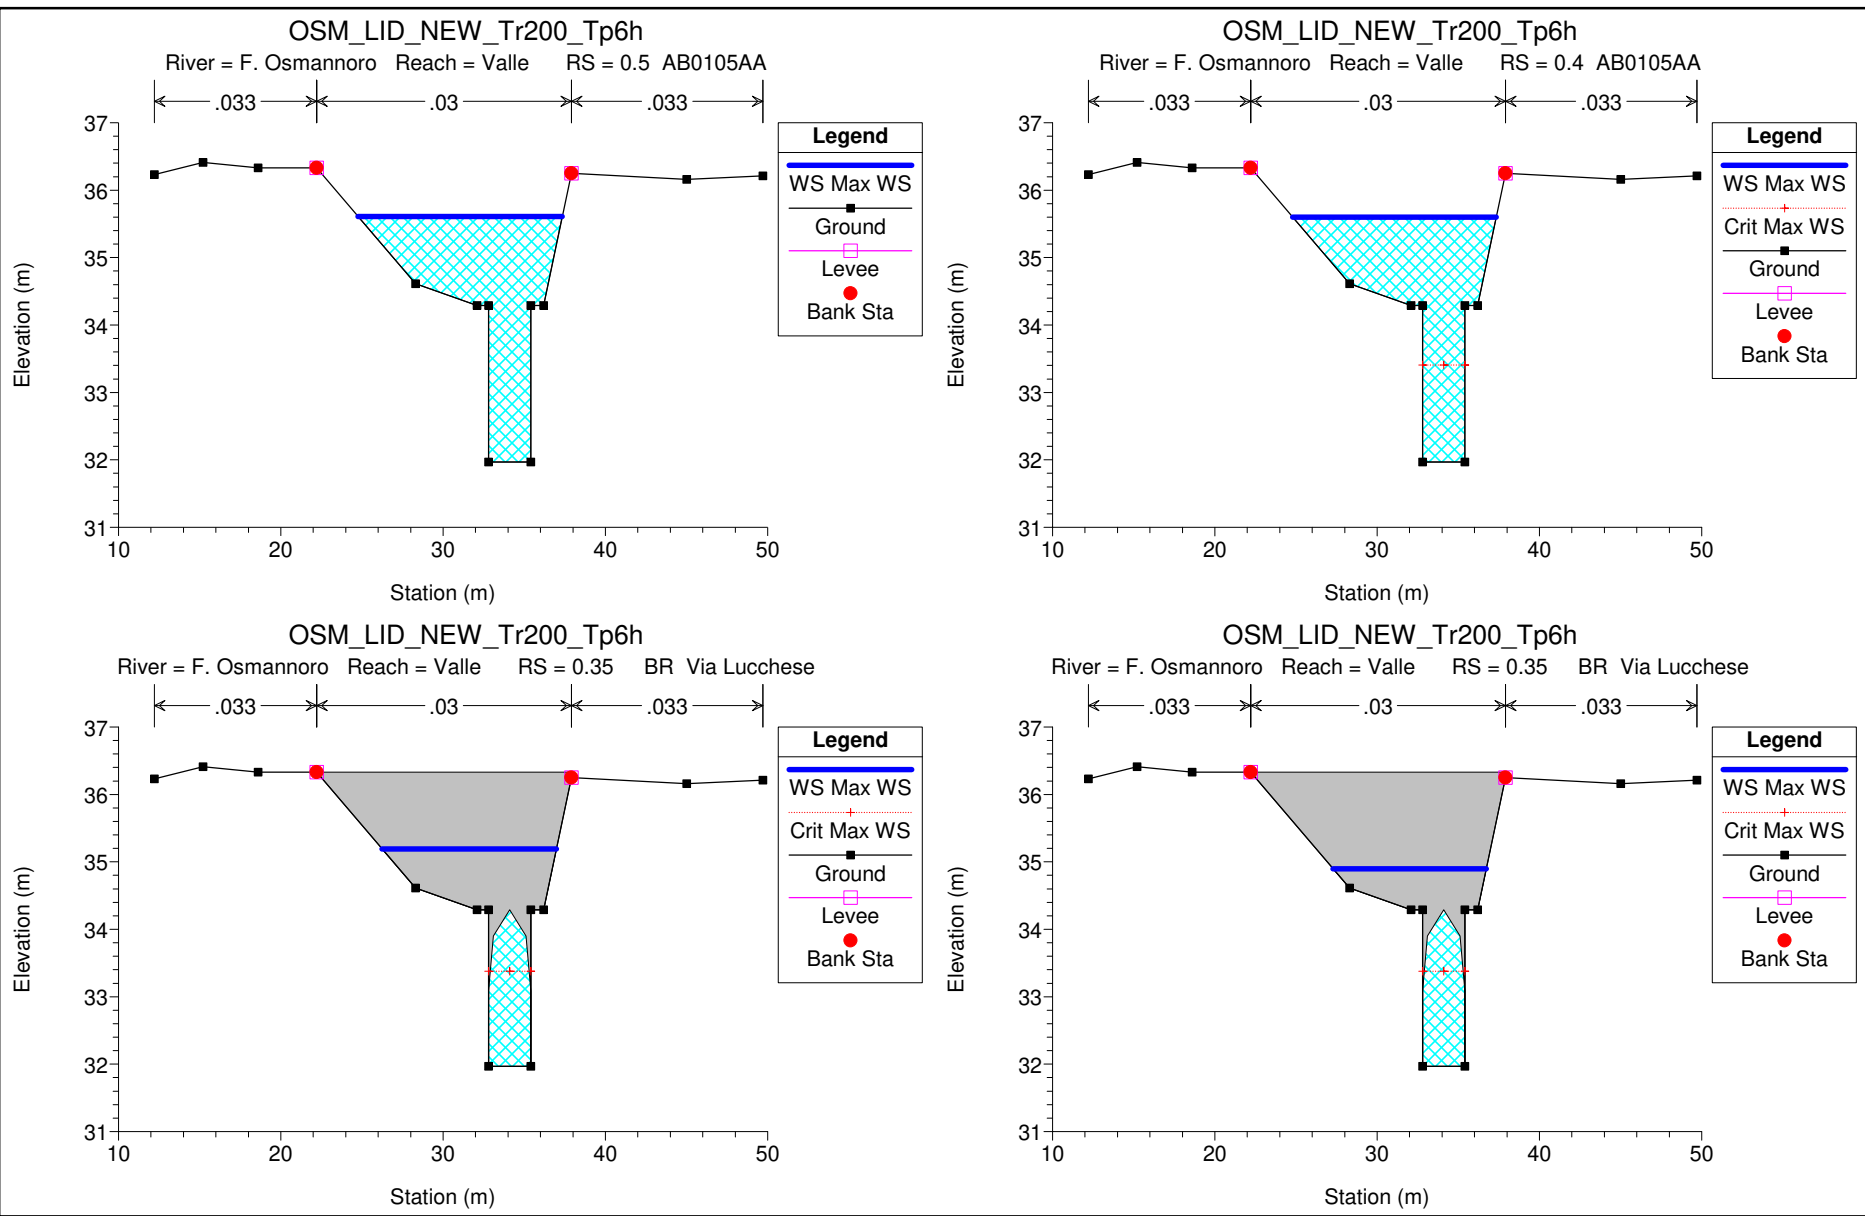 OSM_LID_NEW_Tr200_Tp6h
River = F. Osmannoro Reach = Valle RS = 0.5 AB0105AA
.033 .03 .033
37
36
35
34
33
32
31
10 20 30 40 50
Station (m)
Elevation (m)
Legend
WS Max WS
Ground
Levee
Bank Sta
OSM_LID_NEW_Tr200_Tp6h
River = F. Osmannoro Reach = Valle RS = 0.4 AB0105AA
.033 .03 .033
37
36
35
34
33
32
31
10 20 30 40 50
Station (m)
Elevation (m)
Legend
WS Max WS
Crit Max WS
Ground
Levee
Bank Sta
OSM_LID_NEW_Tr200_Tp6h
River = F. Osmannoro Reach = Valle RS = 0.35 BR Via Lucchese
.033 .03 .033
37
36
35
34
33
32
31
10 20 30 40 50
Station (m)
Elevation (m)
Legend
WS Max WS
Crit Max WS
Ground
Levee
Bank Sta
OSM_LID_NEW_Tr200_Tp6h
River = F. Osmannoro Reach = Valle RS = 0.35 BR Via Lucchese
.033 .03 .033
37
36
35
34
33
32
31
10 20 30 40 50
Station (m)
Elevation (m)
Legend
WS Max WS
Crit Max WS
Ground
Levee
Bank Sta